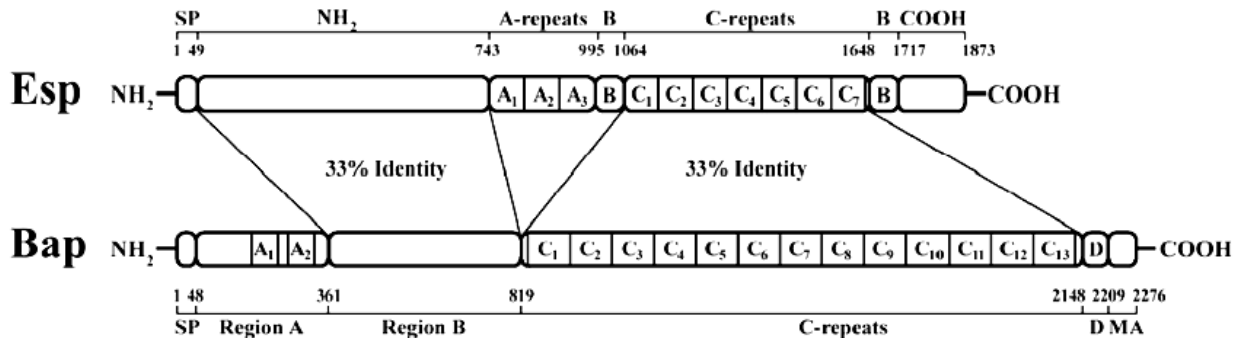 SP NH₂ A-repeats B C-repeats B COOH
1 49 743 995 1064 1648 1717 1873
Esp NH₂ A₁ A₂ A₃ B C₁ C₂ C₃ C₄ C₅ C₆ C₇ B COOH
33% Identity 33% Identity
Bap NH₂ A₁ A₂ C₁ C₂ C₃ C₄ C₅ C₆ C₇ C₈ C₉ C₁₀ C₁₁ C₁₂ C₁₃ D COOH
1 48 361 819 2148 2209 2276
SP Region A Region B C-repeats D MA